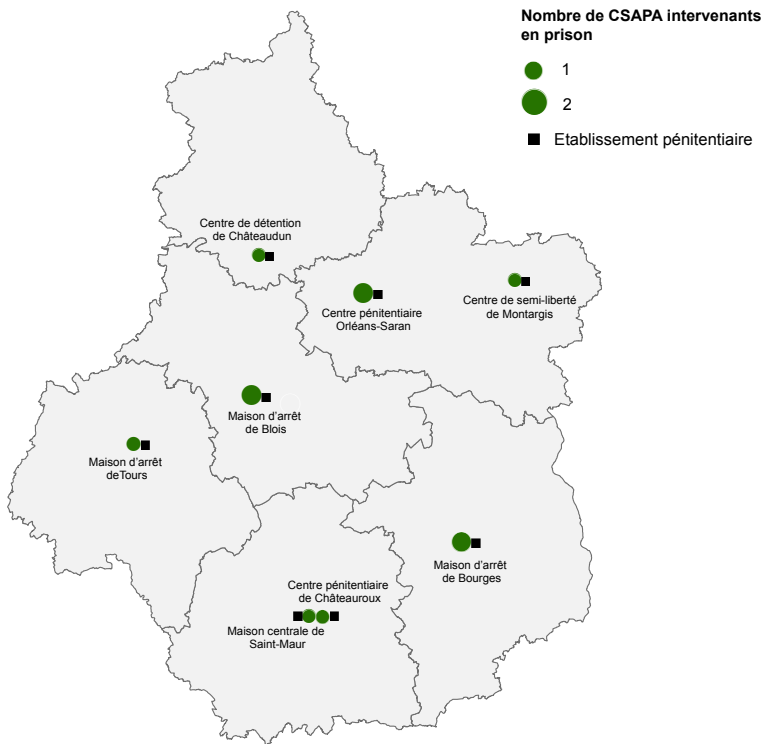 Nombre de CSAPA intervenants
en prison
1
2
Etablissement pénitentiaire
Centre de détention
de Châteaudun
Centre pénitentiaire
Orléans-Saran
Centre de semi-liberté
de Montargis
Maison d'arrêt
de Blois
Maison d'arrêt
deTours
Maison d'arrêt
de Bourges
Centre pénitentiaire
de Châteauroux
Maison centrale de
Saint-Maur